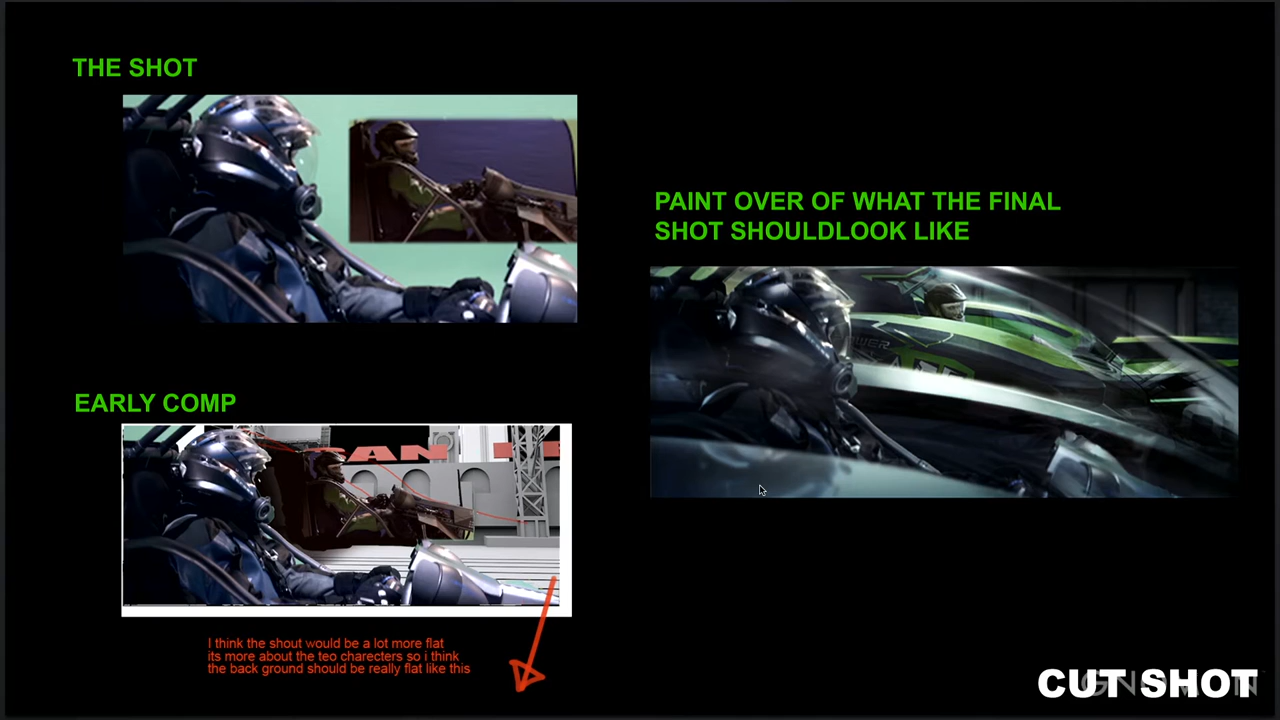 THE SHOT
PAINT OVER OF WHAT THE FINAL
SHOT SHOULDLOOK LIKE
EARLY COMP
I think the shout would be a lot more flat
its more about the teo charecters so i think
the back ground should be really flat like this
CUT SHOT